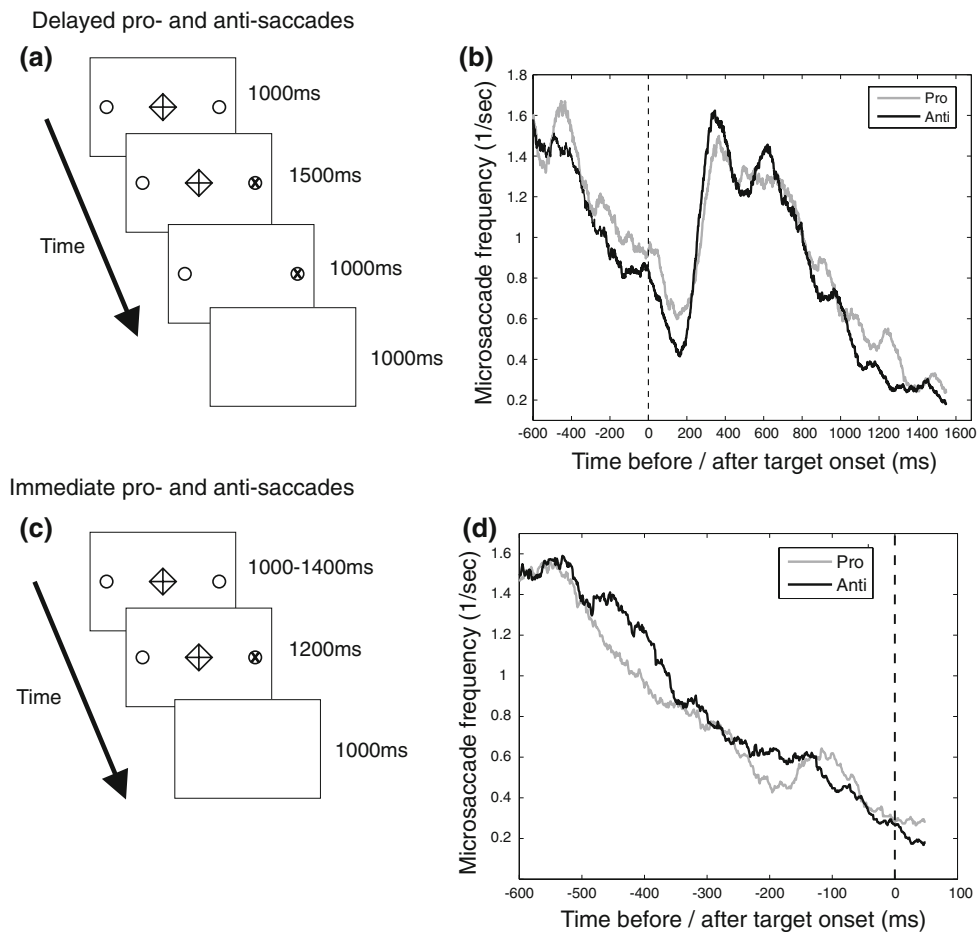 Delayed pro- and anti-saccades
(a)
1000ms
1500ms
1000ms
1000ms
Time
(b)
Microsaccade frequency (1/sec)
1.8
1.6
1.4
1.2
1
0.8
0.6
0.4
0.2
Pro
Anti
-600 -400 -200 0 200 400 600 800 1000 1200 1400 1600
Time before / after target onset (ms)
Immediate pro- and anti-saccades
(c)
1000-1400ms
1200ms
1000ms
Time
(d)
Microsaccade frequency (1/sec)
1.6
1.4
1.2
1
0.8
0.6
0.4
0.2
Pro
Anti
-600 -500 -400 -300 -200 -100 0 100
Time before / after target onset (ms)